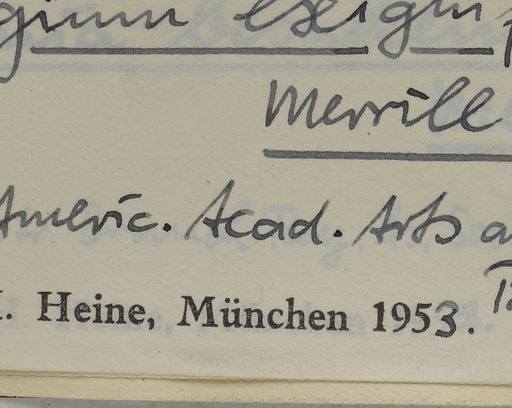 gium exigu
Merrill
Americ. Acad. Arts a
H. Heine, München 1953.